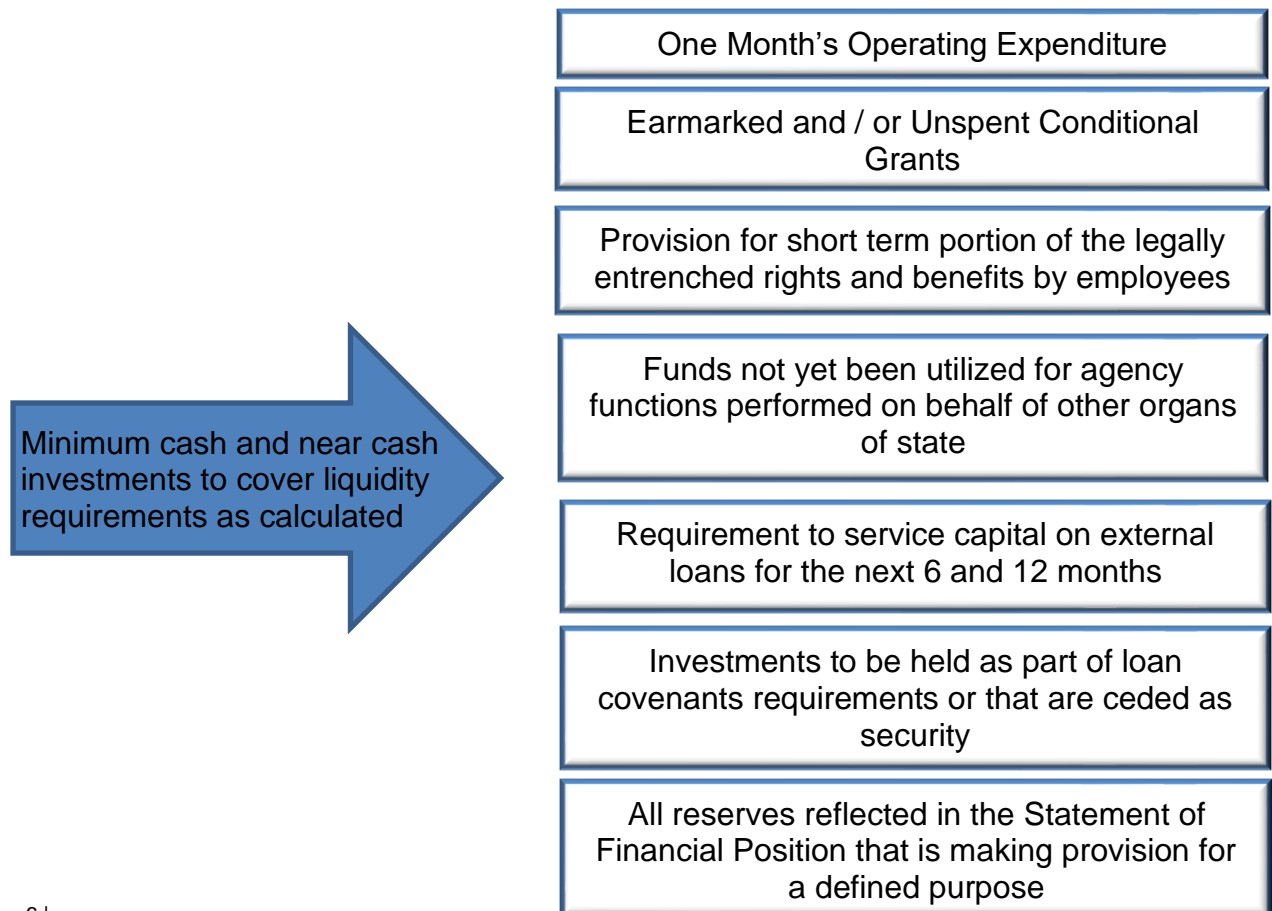 One Month’s Operating Expenditure
Earmarked and / or Unspent Conditional
Grants
Provision for short term portion of the legally
entrenched rights and benefits by employees
Funds not yet been utilized for agency
functions performed on behalf of other organs
of state
Minimum cash and near cash
investments to cover liquidity
requirements as calculated
Requirement to service capital on external
loans for the next 6 and 12 months
Investments to be held as part of loan
covenants requirements or that are ceded as
security
All reserves reflected in the Statement of
Financial Position that is making provision for
a defined purpose